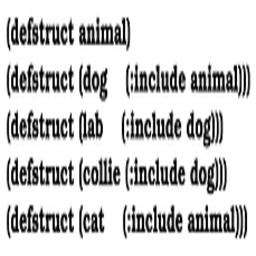 (defstruct animal)
(defstruct (dog (:include animal)))
(defstruct (lab (:include dog)))
(defstruct (collie (:include dog)))
(defstruct (cat (:include animal)))